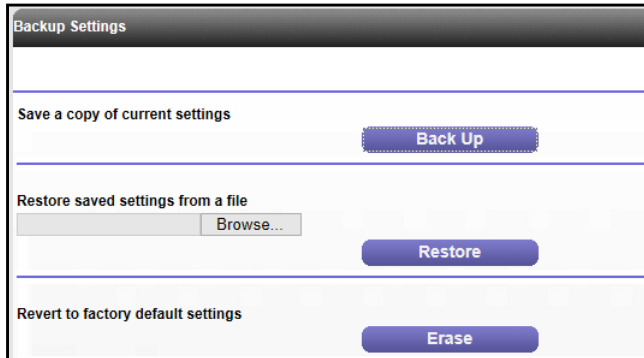 Backup Settings
Save a copy of current settings
Back Up
Restore saved settings from a file
Browse...
Restore
Revert to factory default settings
Erase